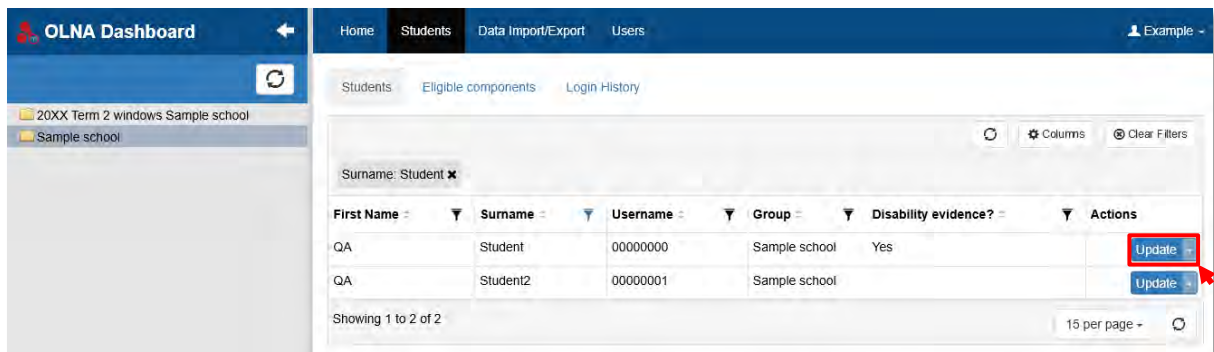 OLNA Dashboard
Home Students Data Import/Export Users Example
Students Eligible components Login History
20XX Term 2 windows Sample school
Sample school
Columns Clear Filters
Surname: Student
First Name Surname Username Group Disability evidence? Actions
QA Student 00000000 Sample school Yes Update
QA Student2 00000001 Sample school Update
Showing 1 to 2 of 2
15 per page